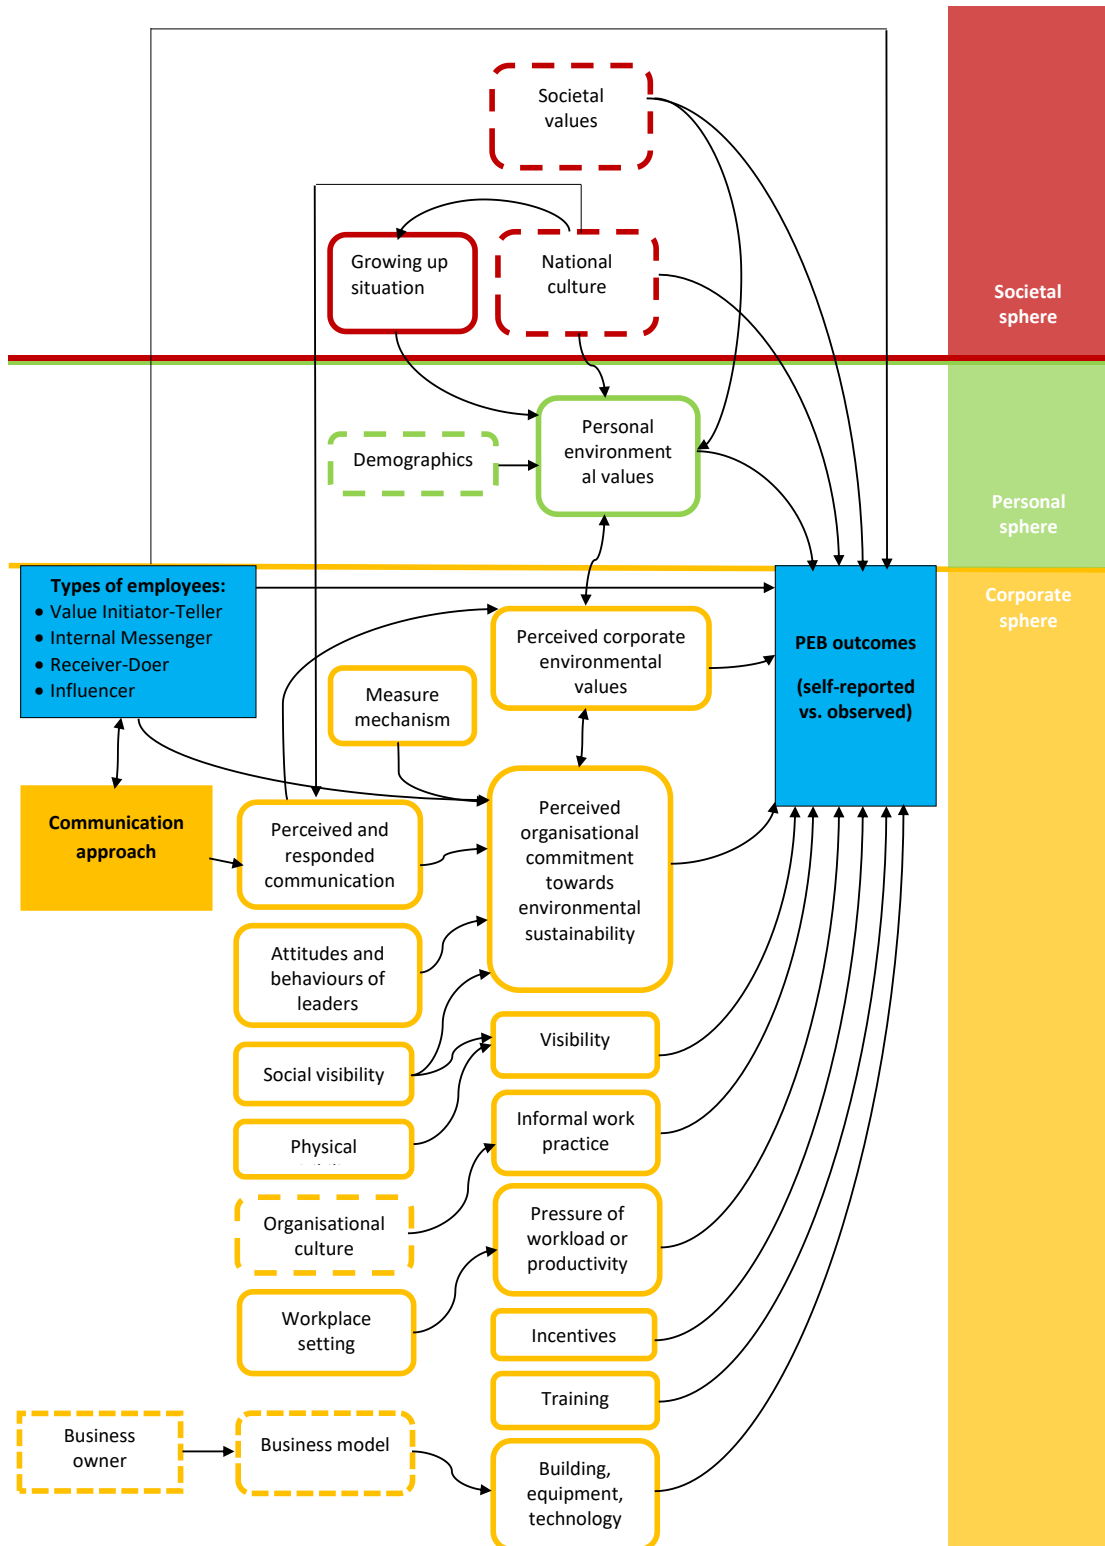 Societal
values
Growing up
situation
National
culture
Societal
sphere
Demographics
Personal
environment
al values
Personal
sphere
Types of employees:
• Value Initiator-Teller
• Internal Messenger
• Receiver-Doer
• Influencer
Perceived corporate
environmental
values
PEB outcomes
(self-reported
vs. observed)
Corporate
sphere
Measure
mechanism
Communication
approach
Perceived and
responded
communication
Perceived
organisational
commitment
towards
environmental
sustainability
Attitudes and
behaviours of
leaders
Social visibility
Visibility
Physical
Informal work
practice
Organisational
culture
Pressure of
workload or
productivity
Workplace
setting
Incentives
Training
Business
owner
Business model
Building,
equipment,
technology